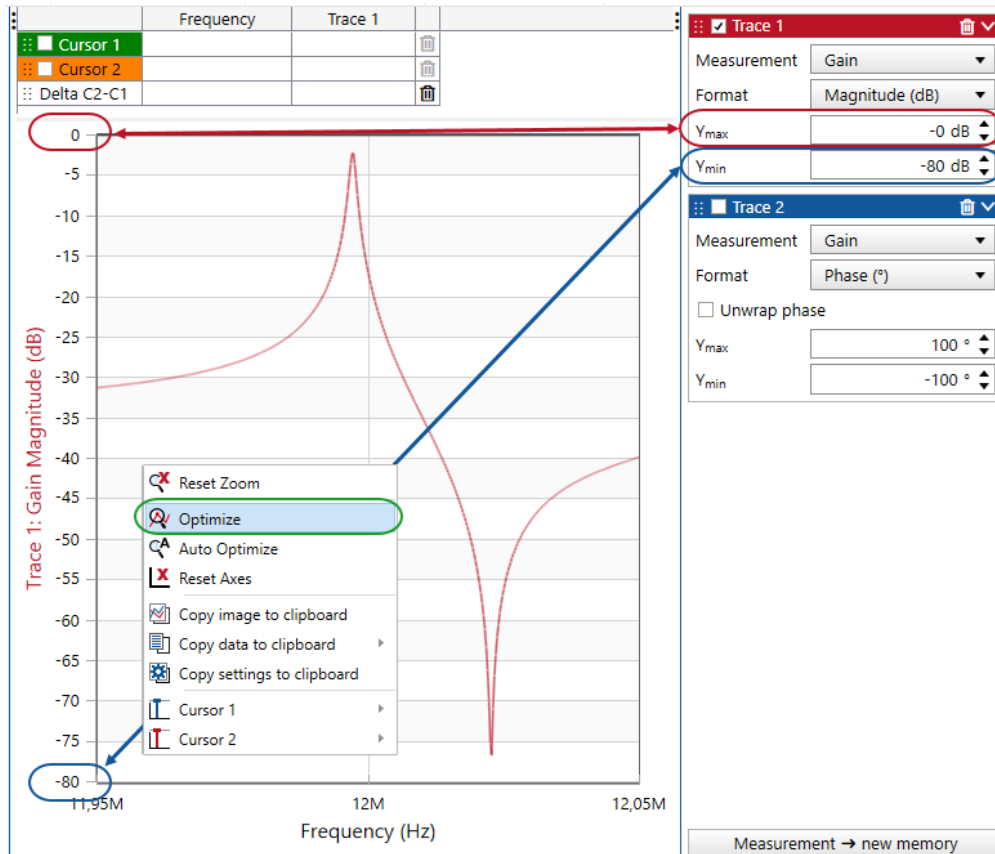 Frequency Trace 1
Cursor 1
Cursor 2
Delta C2-C1
0
-5
-10
-15
-20
-25
-30
-35
-40
-45
-50
-55
-60
-65
-70
-75
-80
Trace 1: Gain Magnitude (dB)
11,95M 12M 12,05M
Frequency (Hz)
Reset Zoom
Optimize
Auto Optimize
Reset Axes
Copy image to clipboard
Copy data to clipboard
Copy settings to clipboard
Cursor 1
Cursor 2
Trace 1
Measurement Gain
Format Magnitude (dB)
Ymax -0 dB
Ymin -80 dB
Trace 2
Measurement Gain
Format Phase (°)
Unwrap phase
Ymax 100 °
Ymin -100 °
Measurement → new memory